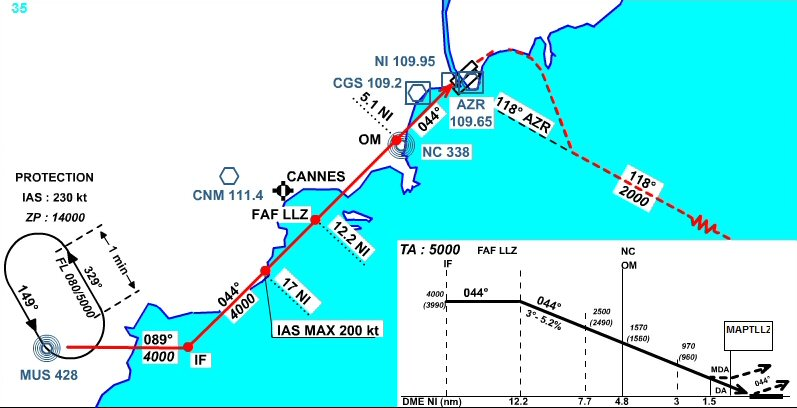 35
NI 109.95
CGS 109.2
AZR
109.65
5.1 NI
044°
118° AZR
OM
NC 338
118°
2000
CANNES
CNM 111.4
FAF LLZ
12.2 NI
PROTECTION
IAS : 230 kt
ZP : 14000
1 min
329°
FL 080/5000
149°
17 NI
044°
4000
IAS MAX 200 kt
089°
4000
IF
MUS 428
TA : 5000
FAF LLZ
NC
IF
OM
4000
(3990)
044°
044°
3°- 5.2%
2500
(2490)
1570
(1560)
970
(960)
MAPTLLZ
MDA
DA
044°
DME NI (nm)
12.2
7.7
4.8
3
1.5